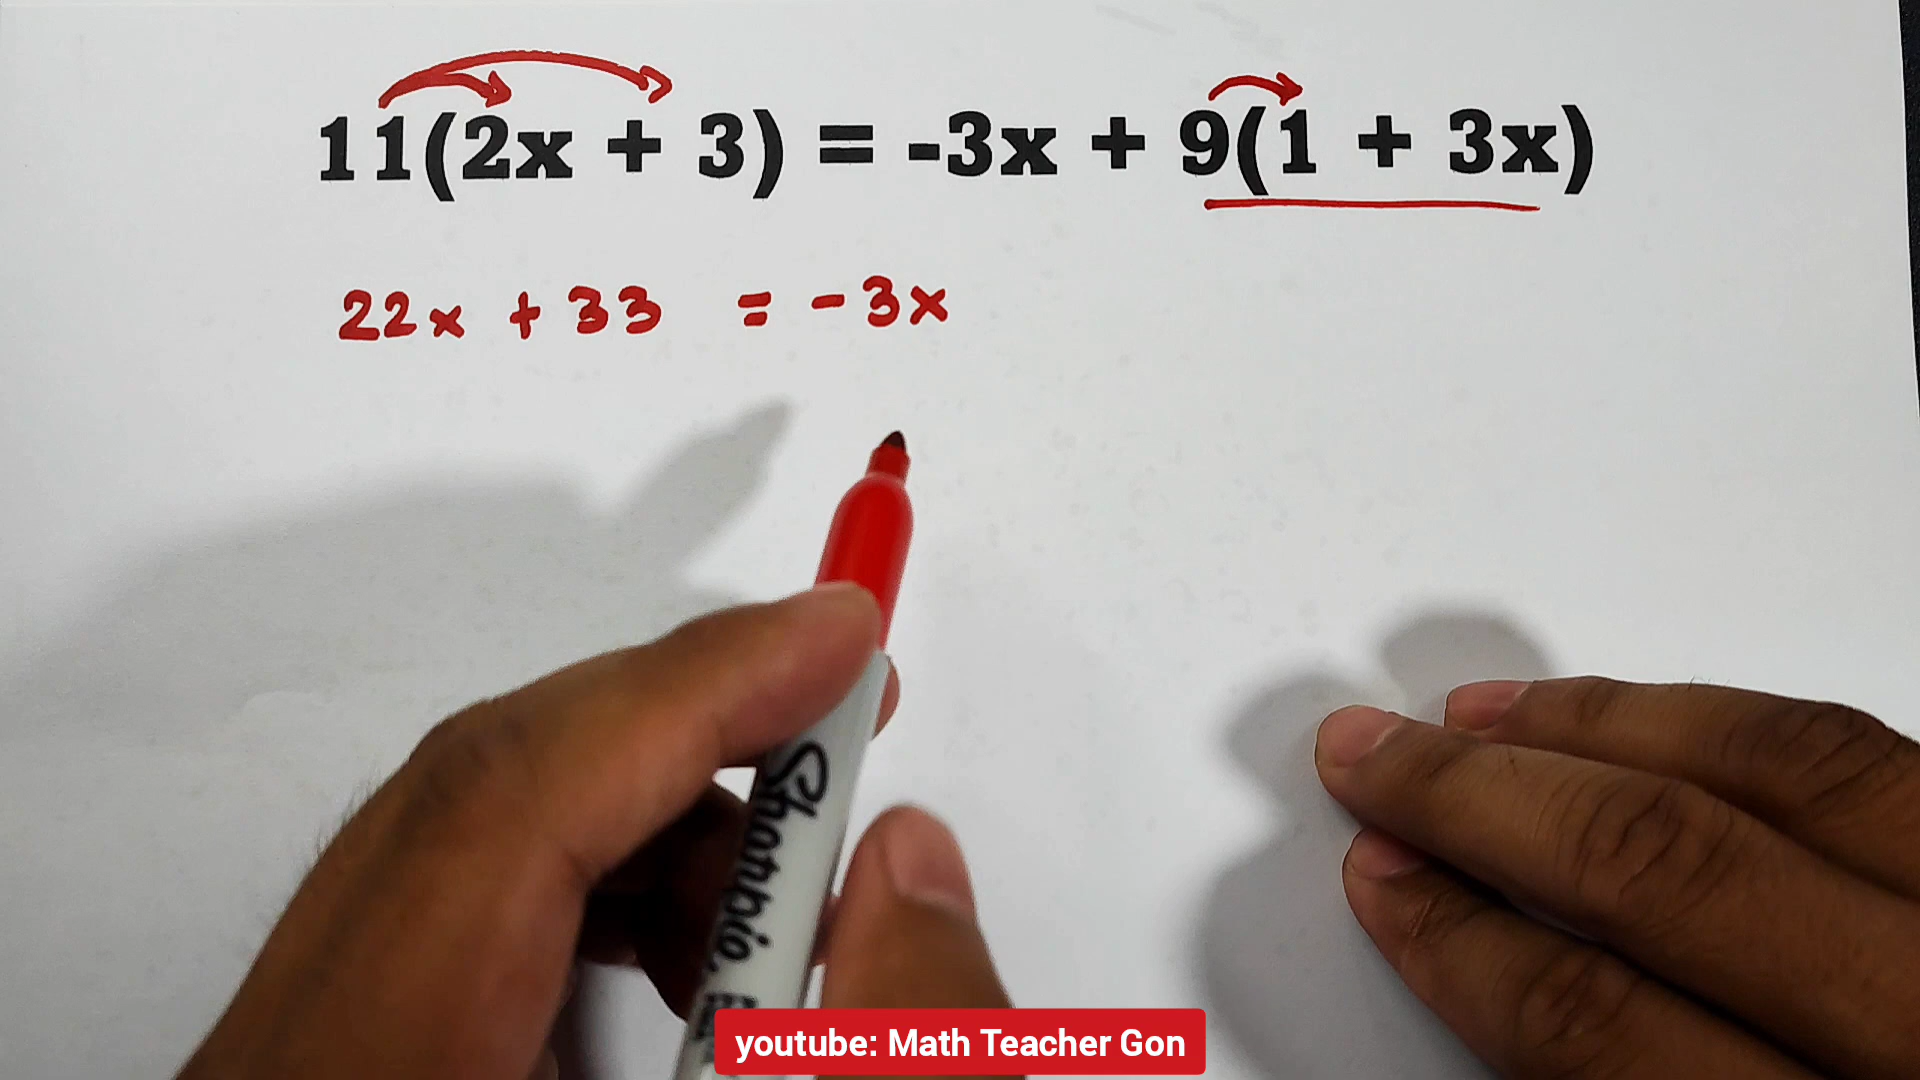 11(2x + 3) = -3x + 9(1 + 3x)
22x + 33 = - 3x
Sharpie
youtube: Math Teacher Gon